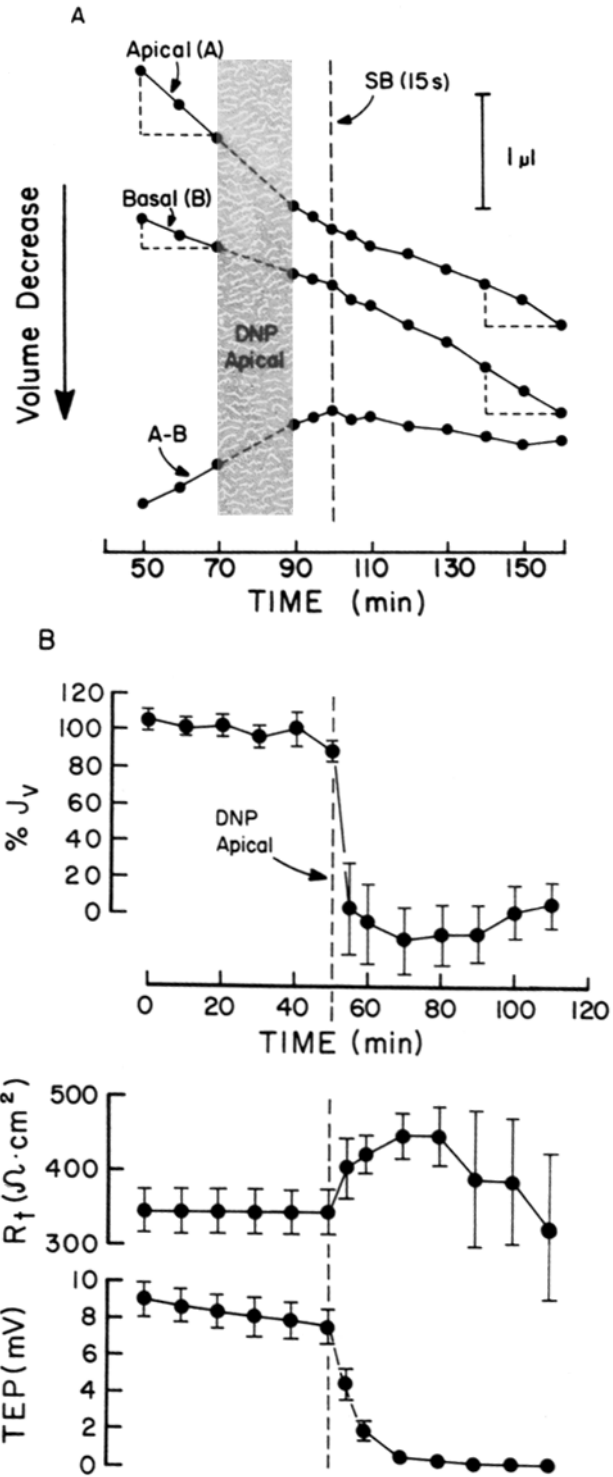 A
Apical (A)
SB (15 s)
1 µl
Basal (B)
Volume Decrease
DNP
Apical
A-B
50 70 90 110 130 150
TIME (min)
B
120
100
80
60
40
20
0
% Jv
DNP
Apical
0 20 40 60 80 100 120
TIME (min)
500
400
300
Rt (Ω·cm²)
10
8
6
4
2
0
TEP (mV)